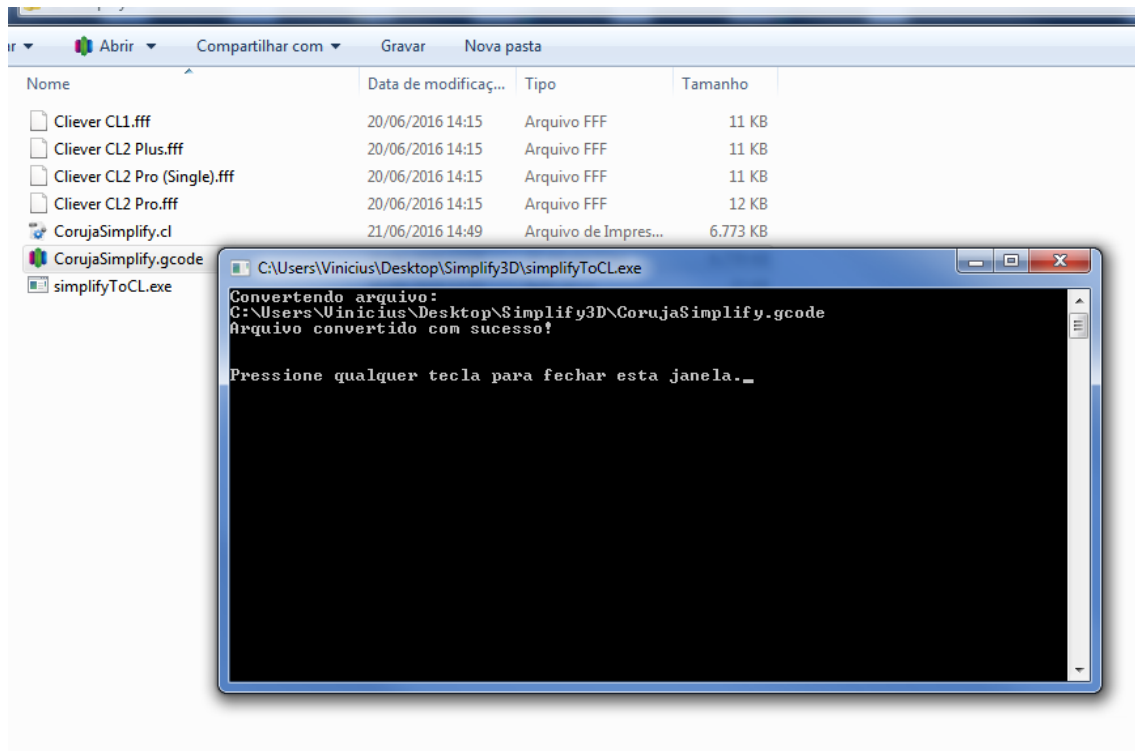 Abrir Compartilhar com Gravar Nova pasta
Nome Data de modificaç... Tipo Tamanho
Cliever CL1.fff 20/06/2016 14:15 Arquivo FFF 11 KB
Cliever CL2 Plus.fff 20/06/2016 14:15 Arquivo FFF 11 KB
Cliever CL2 Pro (Single).fff 20/06/2016 14:15 Arquivo FFF 11 KB
Cliever CL2 Pro.fff 20/06/2016 14:15 Arquivo FFF 12 KB
CorujaSimplify.cl 21/06/2016 14:49 Arquivo de Impres... 6.773 KB
CorujaSimplify.gcode
simplifyToCL.exe
C:\Users\Vinicius\Desktop\Simplify3D\simplifyToCL.exe
Convertendo arquivo:
C:\Users\Vinicius\Desktop\Simplify3D\CorujaSimplify.gcode
Arquivo convertido com sucesso!
Pressione qualquer tecla para fechar esta janela._